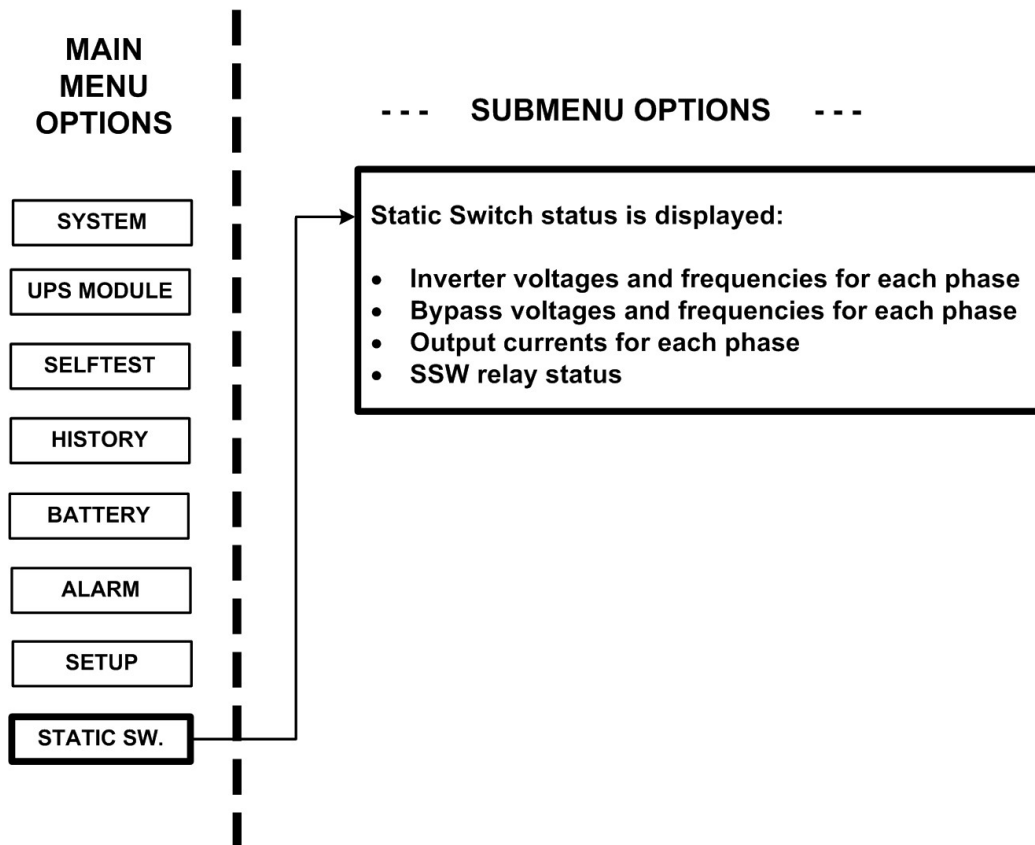 MAIN
MENU
OPTIONS
- - - SUBMENU OPTIONS - - -
SYSTEM
UPS MODULE
SELFTEST
HISTORY
BATTERY
ALARM
SETUP
STATIC SW.
Static Switch status is displayed:
• Inverter voltages and frequencies for each phase
• Bypass voltages and frequencies for each phase
• Output currents for each phase
• SSW relay status